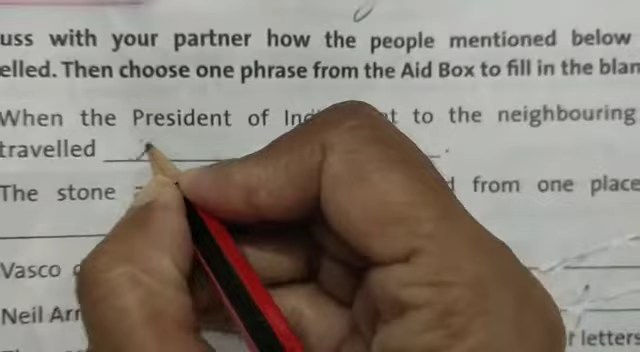 uss with your partner how the people mentioned below
elled. Then choose one phrase from the Aid Box to fill in the blan
When the President of Ind to the neighbouring
travelled
The stone from one place
Vasco
Neil Arr
r letters